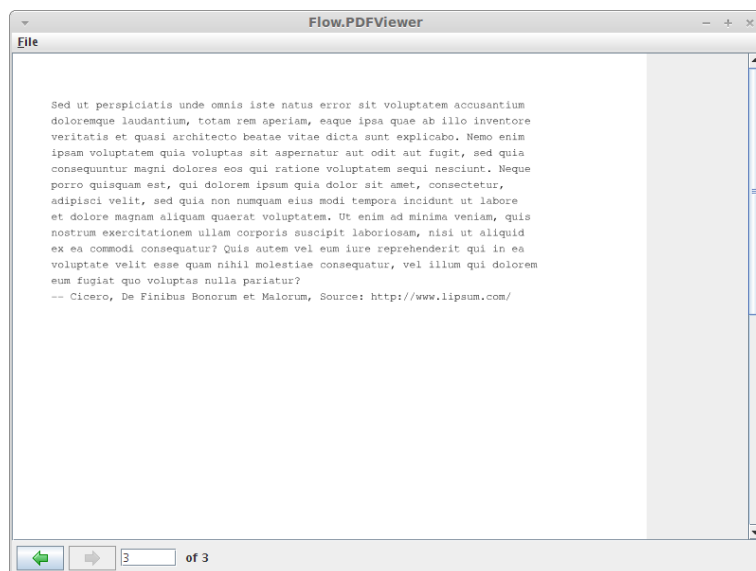 Flow.PDFViewer
File
Sed ut perspiciatis unde omnis iste natus error sit voluptatem accusantium
doloremque laudantium, totam rem aperiam, eaque ipsa quae ab illo inventore
veritatis et quasi architecto beatae vitae dicta sunt explicabo. Nemo enim
ipsam voluptatem quia voluptas sit aspernatur aut odit aut fugit, sed quia
consequuntur magni dolores eos qui ratione voluptatem sequi nesciunt. Neque
porro quisquam est, qui dolorem ipsum quia dolor sit amet, consectetur,
adipisci velit, sed quia non numquam eius modi tempora incidunt ut labore
et dolore magnam aliquam quaerat voluptatem. Ut enim ad minima veniam, quis
nostrum exercitationem ullam corporis suscipit laboriosam, nisi ut aliquid
ex ea commodi consequatur? Quis autem vel eum iure reprehenderit qui in ea
voluptate velit esse quam nihil molestiae consequatur, vel illum qui dolorem
eum fugiat quo voluptas nulla pariatur?
-- Cicero, De Finibus Bonorum et Malorum, Source: http://www.lipsum.com/
3 of 3